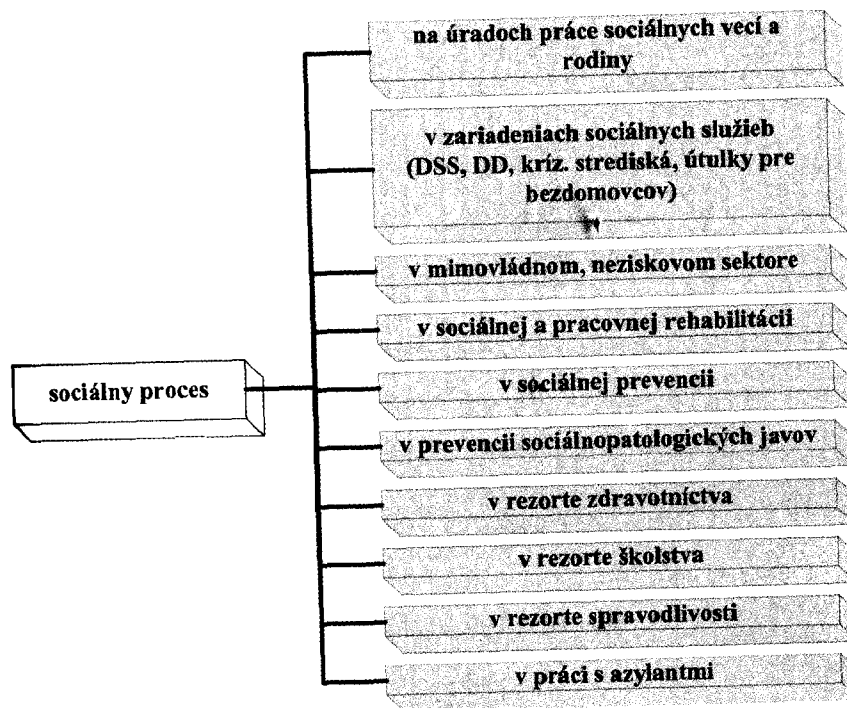 na úradoch práce sociálnych vecí a
rodiny
v zariadeniach sociálnych služieb
(DSS, DD, kríz. strediská, útulky pre
bezdomovcov)
v mimovládnom, neziskovom sektore
v sociálnej a pracovnej rehabilitácii
sociálny proces
v sociálnej prevencii
v prevencii sociálnopatologických javov
v rezorte zdravotníctva
v rezorte školstva
v rezorte spravodlivosti
v práci s azylantmi